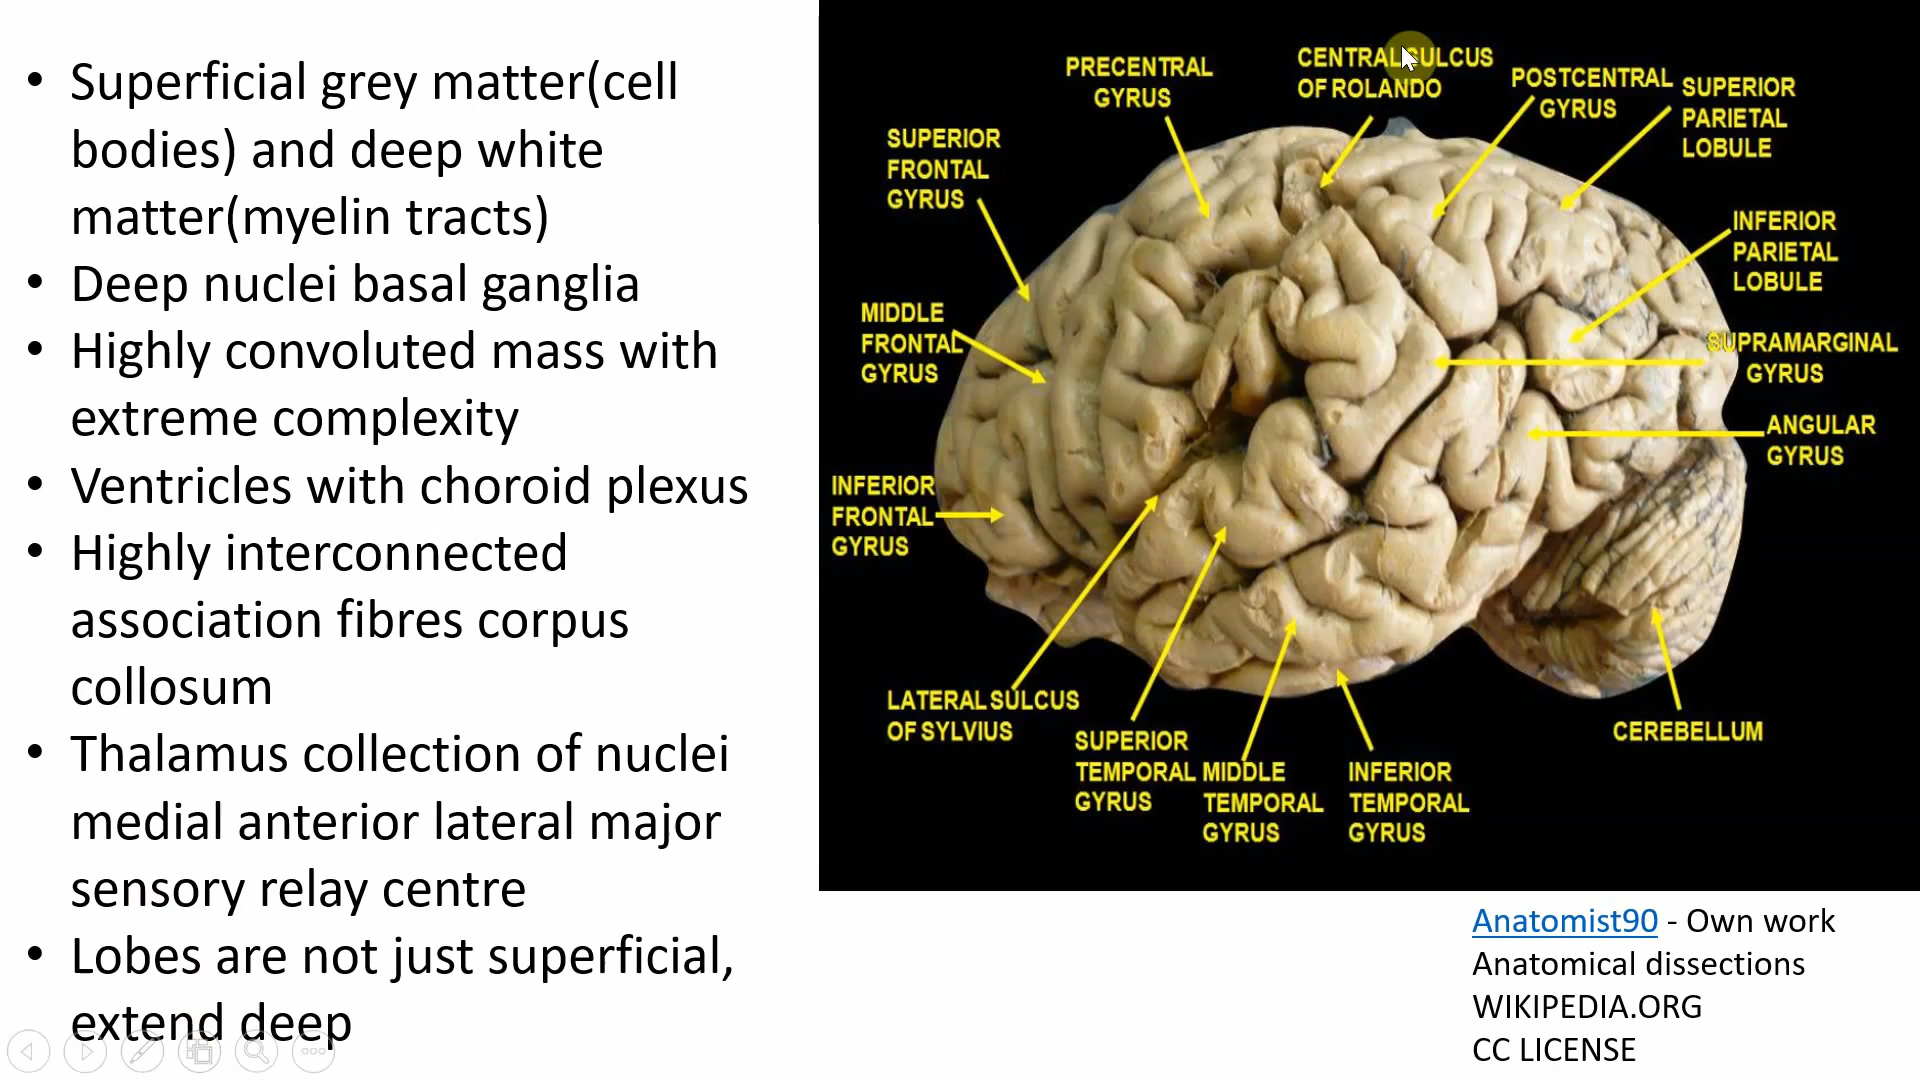 • Superficial grey matter(cell
bodies) and deep white
matter(myelin tracts)
• Deep nuclei basal ganglia
• Highly convoluted mass with
extreme complexity
• Ventricles with choroid plexus
• Highly interconnected
association fibres corpus
collosum
• Thalamus collection of nuclei
medial anterior lateral major
sensory relay centre
• Lobes are not just superficial,
extend deep
PRECENTRAL
GYRUS
CENTRAL SULCUS
OF ROLANDO
POSTCENTRAL
GYRUS
SUPERIOR
PARIETAL
LOBULE
SUPERIOR
FRONTAL
GYRUS
INFERIOR
PARIETAL
LOBULE
MIDDLE
FRONTAL
GYRUS
SUPRAMARGINAL
GYRUS
ANGULAR
GYRUS
INFERIOR
FRONTAL
GYRUS
LATERAL SULCUS
OF SYLVIUS
SUPERIOR
TEMPORAL
GYRUS
MIDDLE
TEMPORAL
GYRUS
INFERIOR
TEMPORAL
GYRUS
CEREBELLUM
Anatomist90 - Own work
Anatomical dissections
WIKIPEDIA.ORG
CC LICENSE